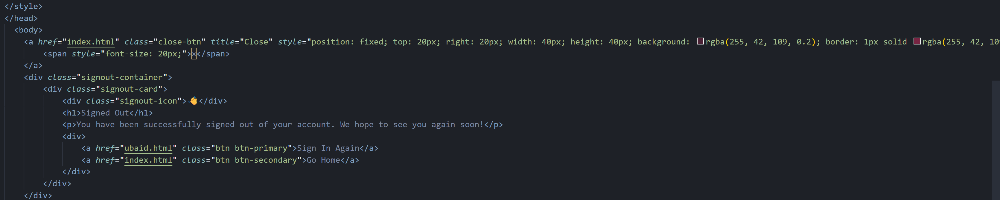 </style>
</head>
<body>
<a href="index.html" class="close-btn" title="Close" style="position: fixed; top: 20px; right: 20px; width: 40px; height: 40px; background: rgba(255, 42, 109, 0.2); border: 1px solid rgba(255, 42, 109
<span style="font-size: 20px;">×</span>
</a>
<div class="signout-container">
<div class="signout-card">
<div class="signout-icon">👋</div>
<h1>Signed Out</h1>
<p>You have been successfully signed out of your account. We hope to see you again soon!</p>
<div>
<a href="ubaid.html" class="btn btn-primary">Sign In Again</a>
<a href="index.html" class="btn btn-secondary">Go Home</a>
</div>
</div>
</div>